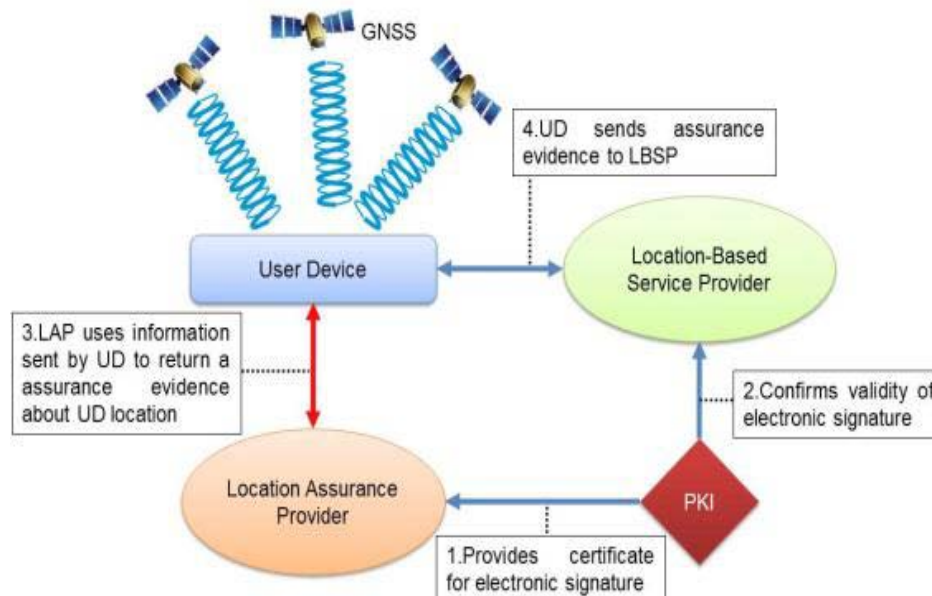 GNSS
4.UD sends assurance
evidence to LBSP
User Device
Location-Based
Service Provider
3.LAP uses information
sent by UD to return a
assurance evidence
about UD location
2.Confirms validity of
electronic signature
Location Assurance
Provider
PKI
1.Provides certificate
for electronic signature